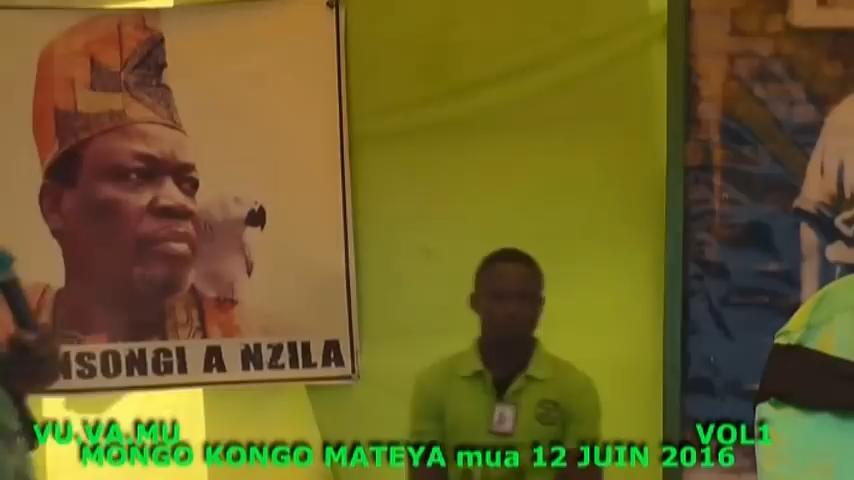 NSONGI A NZILA
VU.VA.MU
VOL1
MONGO KONGO MATEYA mua 12 JUIN 2016